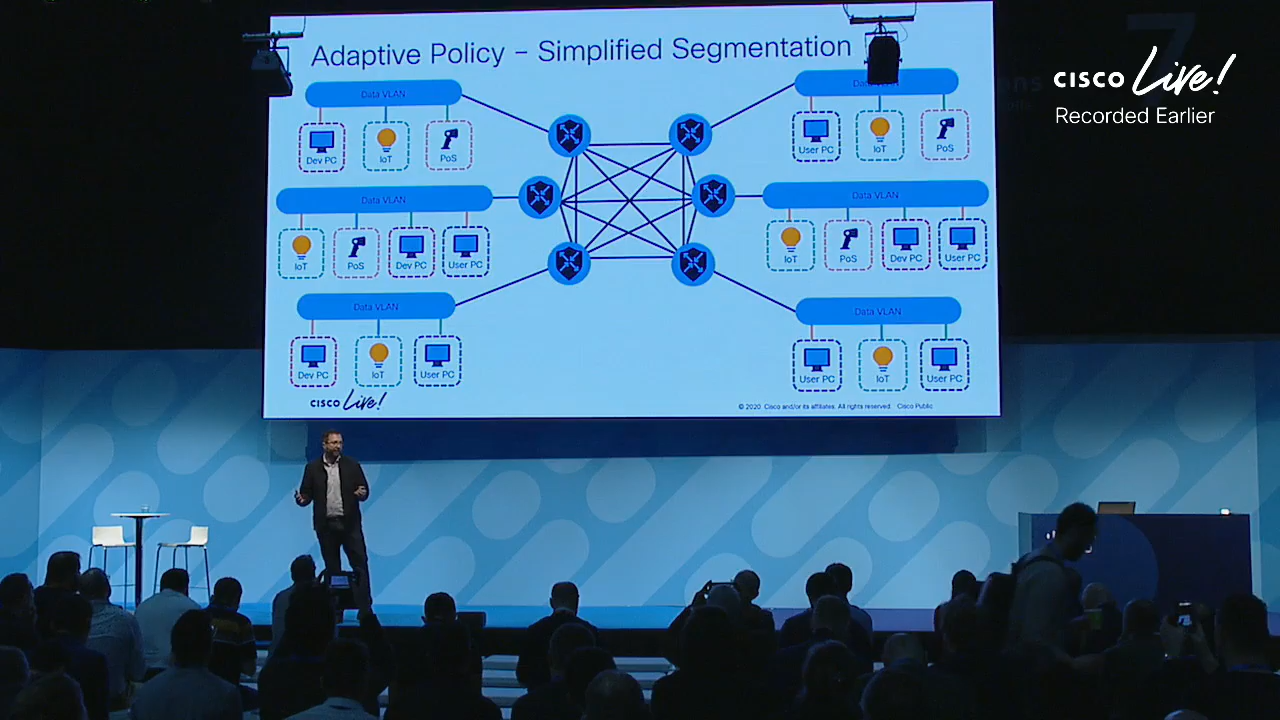 Adaptive Policy – Simplified Segmentation
CISCO Live!
Recorded Earlier
Data VLAN
Dev PC
IoT
PoS
Data VLAN
User PC
IoT
PoS
Data VLAN
IoT
PoS
Dev PC
User PC
Data VLAN
IoT
PoS
Dev PC
User PC
Data VLAN
Dev PC
IoT
User PC
Data VLAN
User PC
IoT
User PC
CISCO Live!
© 2020 Cisco and/or its affiliates. All rights reserved. Cisco Public